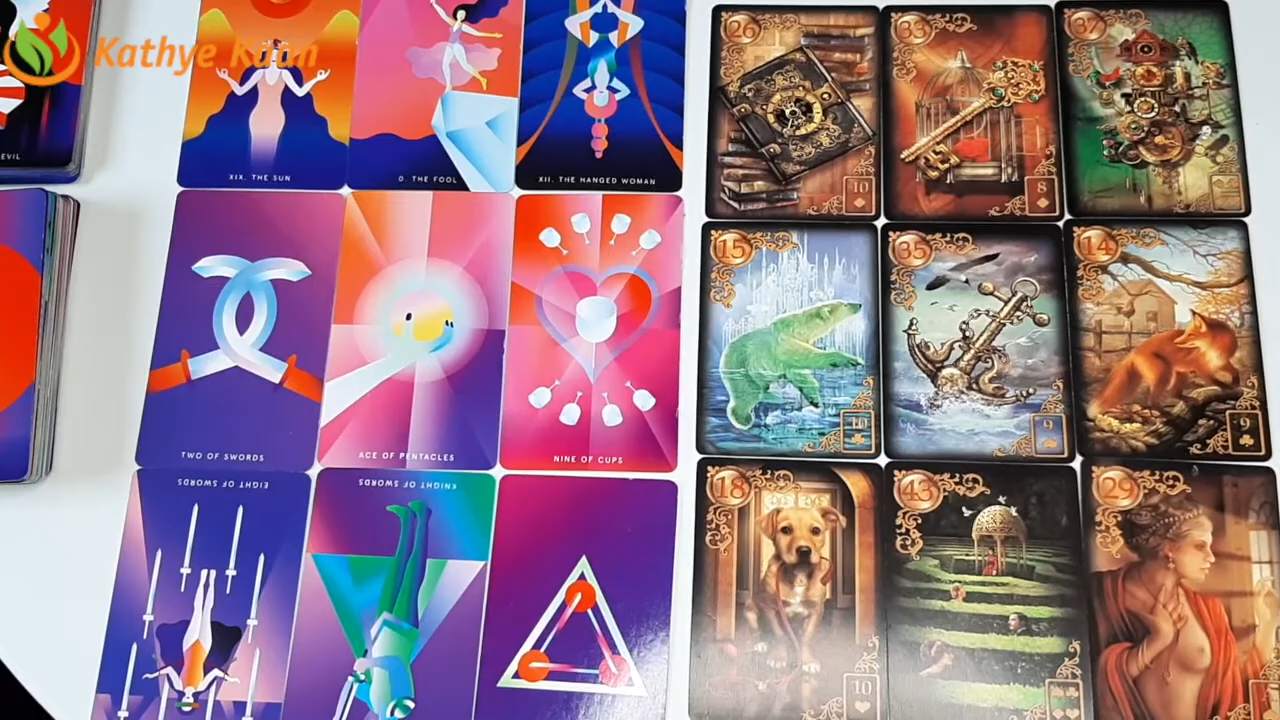 Kathye Kuan
EVIL
XIX. THE SUN
0. THE FOOL
XII. THE HANGED WOMAN
26
10
33
8
37
TWO OF SWORDS
ACE OF PENTACLES
NINE OF CUPS
15
10
35
9
14
9
EIGHT OF SWORDS
KNIGHT OF SWORDS
18
10
43
29